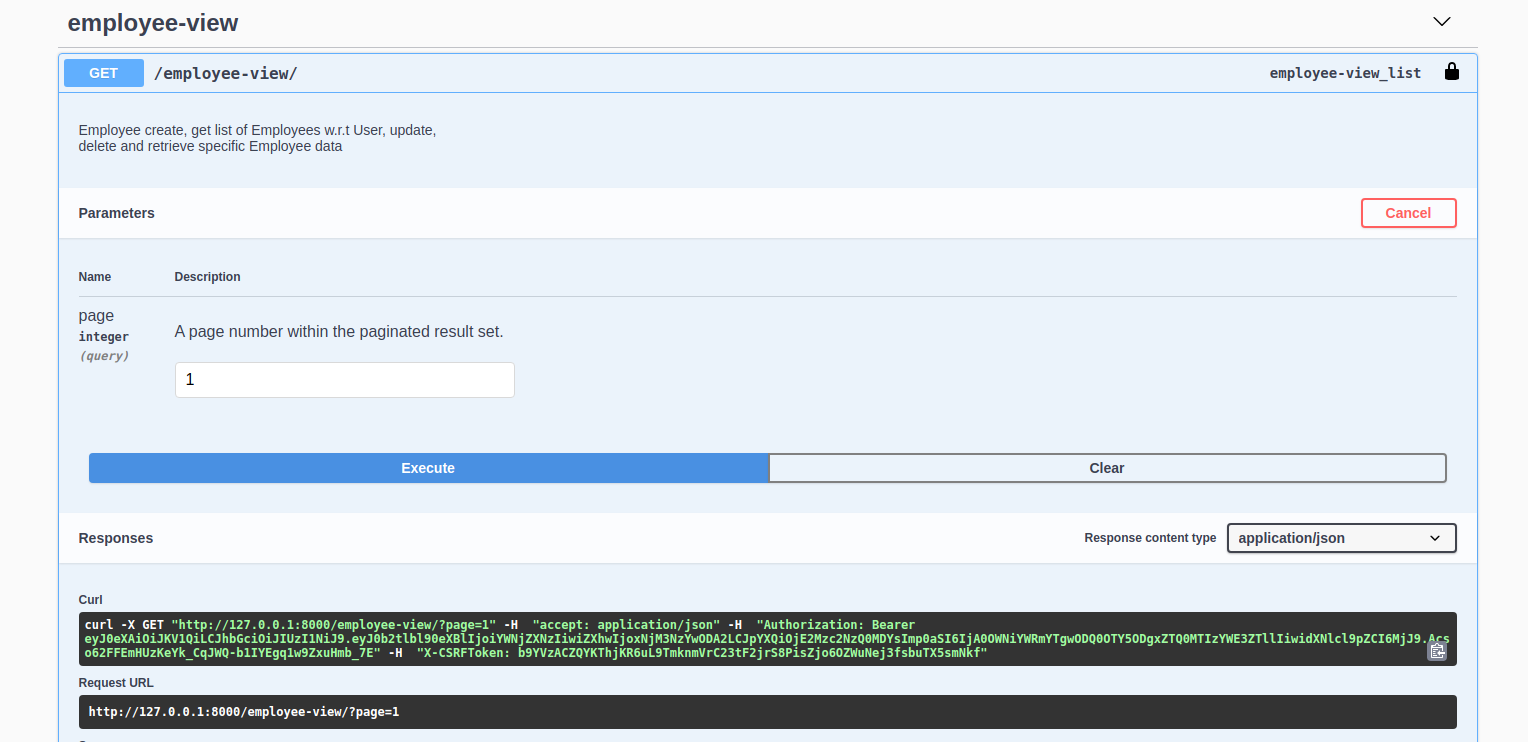 employee-view
GET /employee-view/ employee-view_list
Employee create, get list of Employees w.r.t User, update,
delete and retrieve specific Employee data
Parameters Cancel
Name Description
page
integer
(query)
A page number within the paginated result set.
1
Execute Clear
Responses Response content type application/json
Curl
curl -X GET "http://127.0.0.1:8000/employee-view/?page=1" -H  "accept: application/json" -H  "Authorization: Bearer
eyJ0eXAiOiJKV1QiLCJhbGciOiJIUzI1NiJ9.eyJ0b2tlbl90eXBlIjoiYWNjZXNzIiwiZXhwIjoxNjM3NzYwODA2LCJpYXQiOjE2Mzc2NzQ0MDYsImp0aSI6IjA0OWNiYWRmYTgwODQ0OTY5ODgxZTQ0MTIzYWE3ZTllIiwidXNlcl9pZCI6MjJ9.Acs
o62FFEmHUzKeYk_CqJWQ-b1IYEgq1w9ZxuHmb_7E" -H  "X-CSRFToken: b9YVzACZQYKThjKR6uL9TmknmVrC23tF2jrS8PisZjo6OZWuNej3fsbuTX5smNkf"
Request URL
http://127.0.0.1:8000/employee-view/?page=1